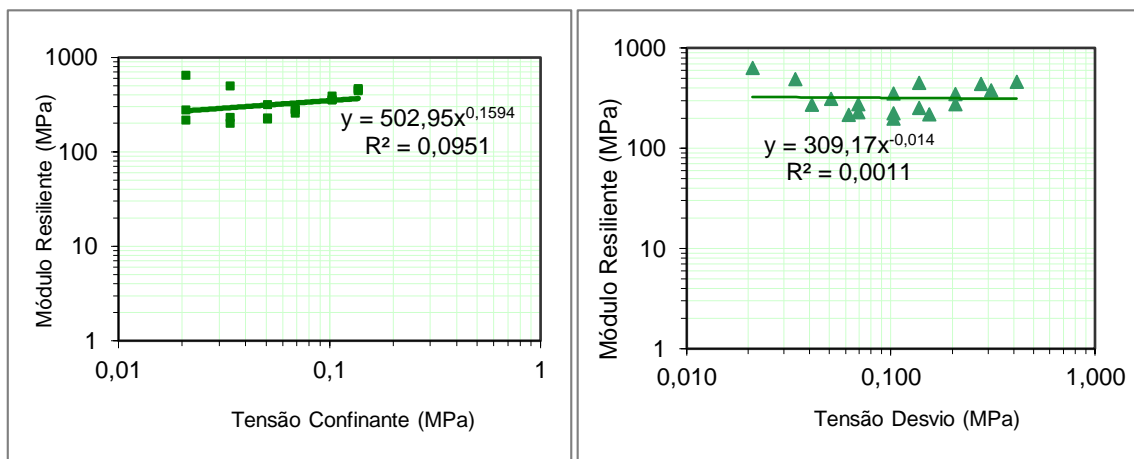 1000
100
10
1
0,01
0,1
1
Módulo Resiliente (MPa)
Tensão Confinante (MPa)
y = 502,95x^0,1594
R² = 0,0951
1000
100
10
1
0,010
0,100
1,000
Módulo Resiliente (MPa)
Tensão Desvio (MPa)
y = 309,17x^-0,014
R² = 0,0011